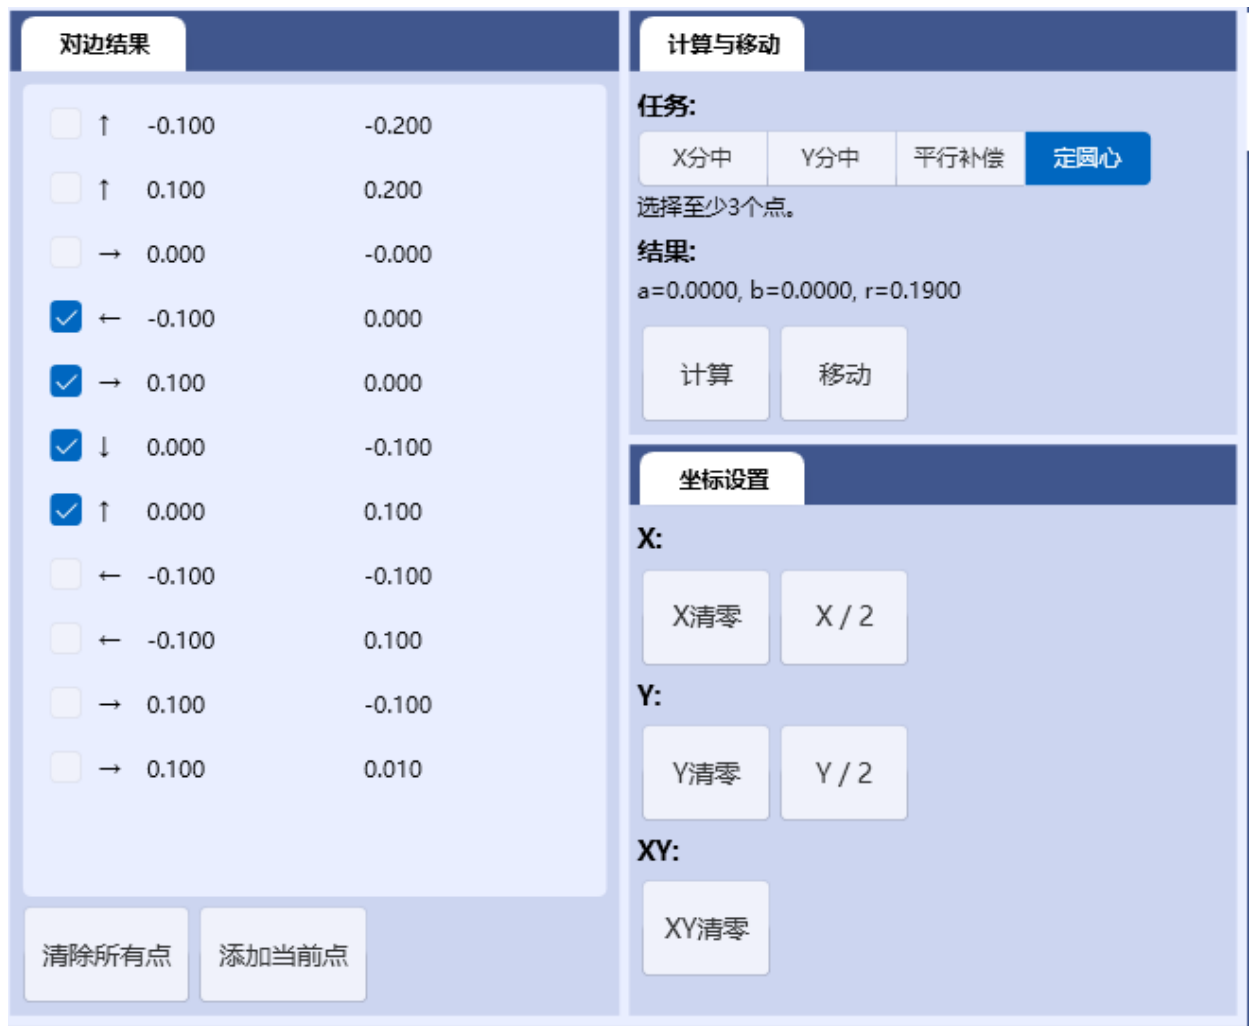 对边结果
↑ -0.100 -0.200
↑ 0.100 0.200
→ 0.000 -0.000
← -0.100 0.000
→ 0.100 0.000
↓ 0.000 -0.100
↑ 0.000 0.100
← -0.100 -0.100
← -0.100 0.100
→ 0.100 -0.100
→ 0.100 0.010
清除所有点 添加当前点
计算与移动
任务:
X分中 Y分中 平行补偿 定圆心
选择至少3个点。
结果:
a=0.0000, b=0.0000, r=0.1900
计算 移动
坐标设置
X:
X清零 X / 2
Y:
Y清零 Y / 2
XY:
XY清零